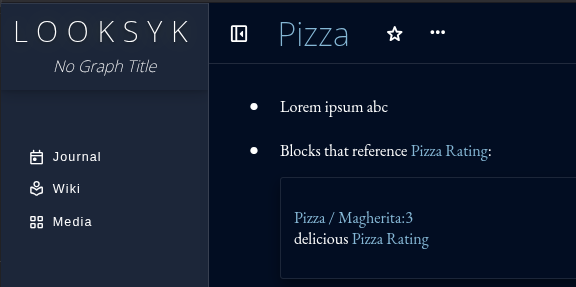 LOOKSYK
No Graph Title
Journal
Wiki
Media
Pizza
Lorem ipsum abc
Blocks that reference Pizza Rating:
Pizza / Magherita:3
delicious Pizza Rating